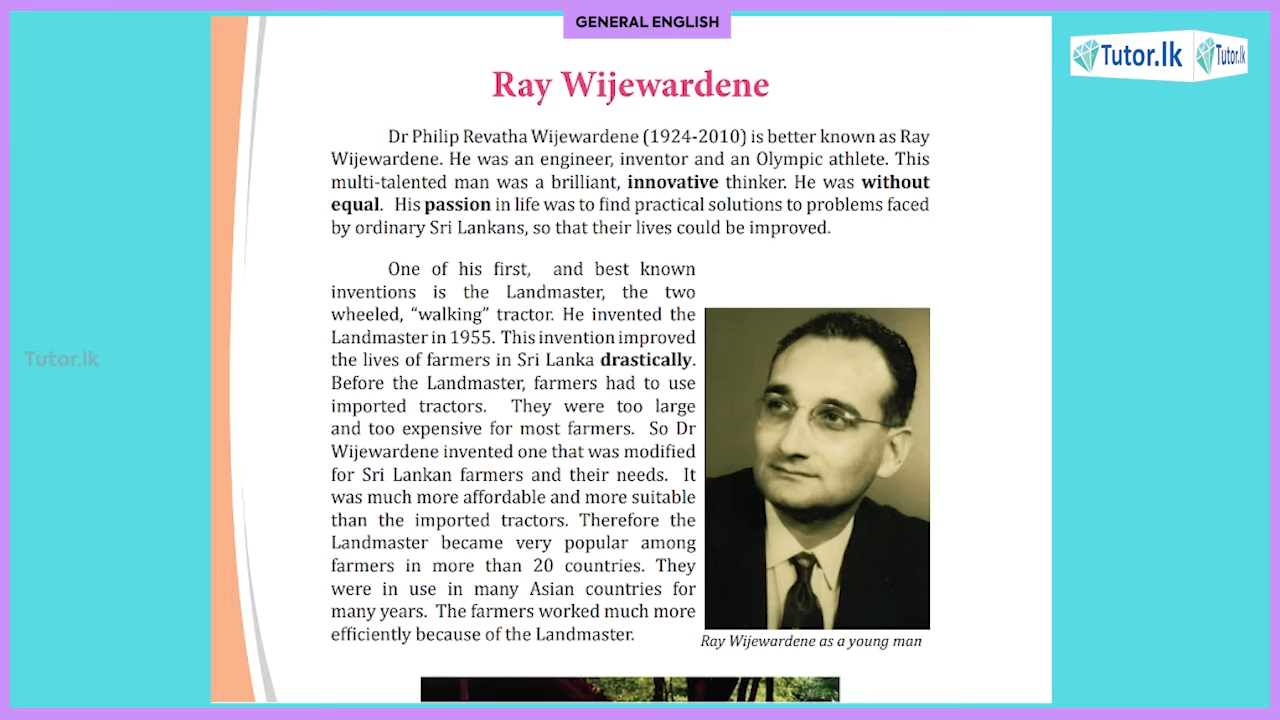 GENERAL ENGLISH
Tutor.lk
Tutor.lk
Ray Wijewardene
Dr Philip Revatha Wijewardene (1924-2010) is better known as Ray
Wijewardene. He was an engineer, inventor and an Olympic athlete. This
multi-talented man was a brilliant, innovative thinker. He was without
equal. His passion in life was to find practical solutions to problems faced
by ordinary Sri Lankans, so that their lives could be improved.
One of his first, and best known
inventions is the Landmaster, the two
wheeled, “walking” tractor. He invented the
Landmaster in 1955. This invention improved
the lives of farmers in Sri Lanka drastically.
Before the Landmaster, farmers had to use
imported tractors. They were too large
and too expensive for most farmers. So Dr
Wijewardene invented one that was modified
for Sri Lankan farmers and their needs. It
was much more affordable and more suitable
than the imported tractors. Therefore the
Landmaster became very popular among
farmers in more than 20 countries. They
were in use in many Asian countries for
many years. The farmers worked much more
efficiently because of the Landmaster.
Ray Wijewardene as a young man
Tutor.lk